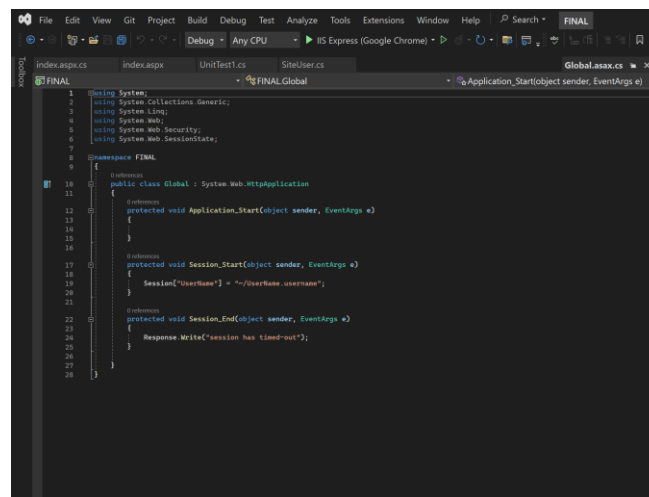 File Edit View Git Project Build Debug Test Analyze Tools Extensions Window Help Search FINAL
Debug Any CPU IIS Express (Google Chrome)
Toolbox
index.aspx.cs index.aspx UnitTest1.cs SiteUser.cs Global.asax.cs
FINAL FINAL.Global Application_Start(object sender, EventArgs e)
1 using System;
2 using System.Collections.Generic;
3 using System.Linq;
4 using System.Web;
5 using System.Web.Security;
6 using System.Web.SessionState;
7
8 namespace FINAL
9 {
0 references
10 public class Global : System.Web.HttpApplication
11 {
0 references
12 protected void Application_Start(object sender, EventArgs e)
13 {
14
15 }
16
0 references
17 protected void Session_Start(object sender, EventArgs e)
18 {
19 Session["UserName"] = "~/UserName.username";
20 }
21
0 references
22 protected void Session_End(object sender, EventArgs e)
23 {
24 Response.Write("session has timed-out");
25 }
26
27 }
28 }